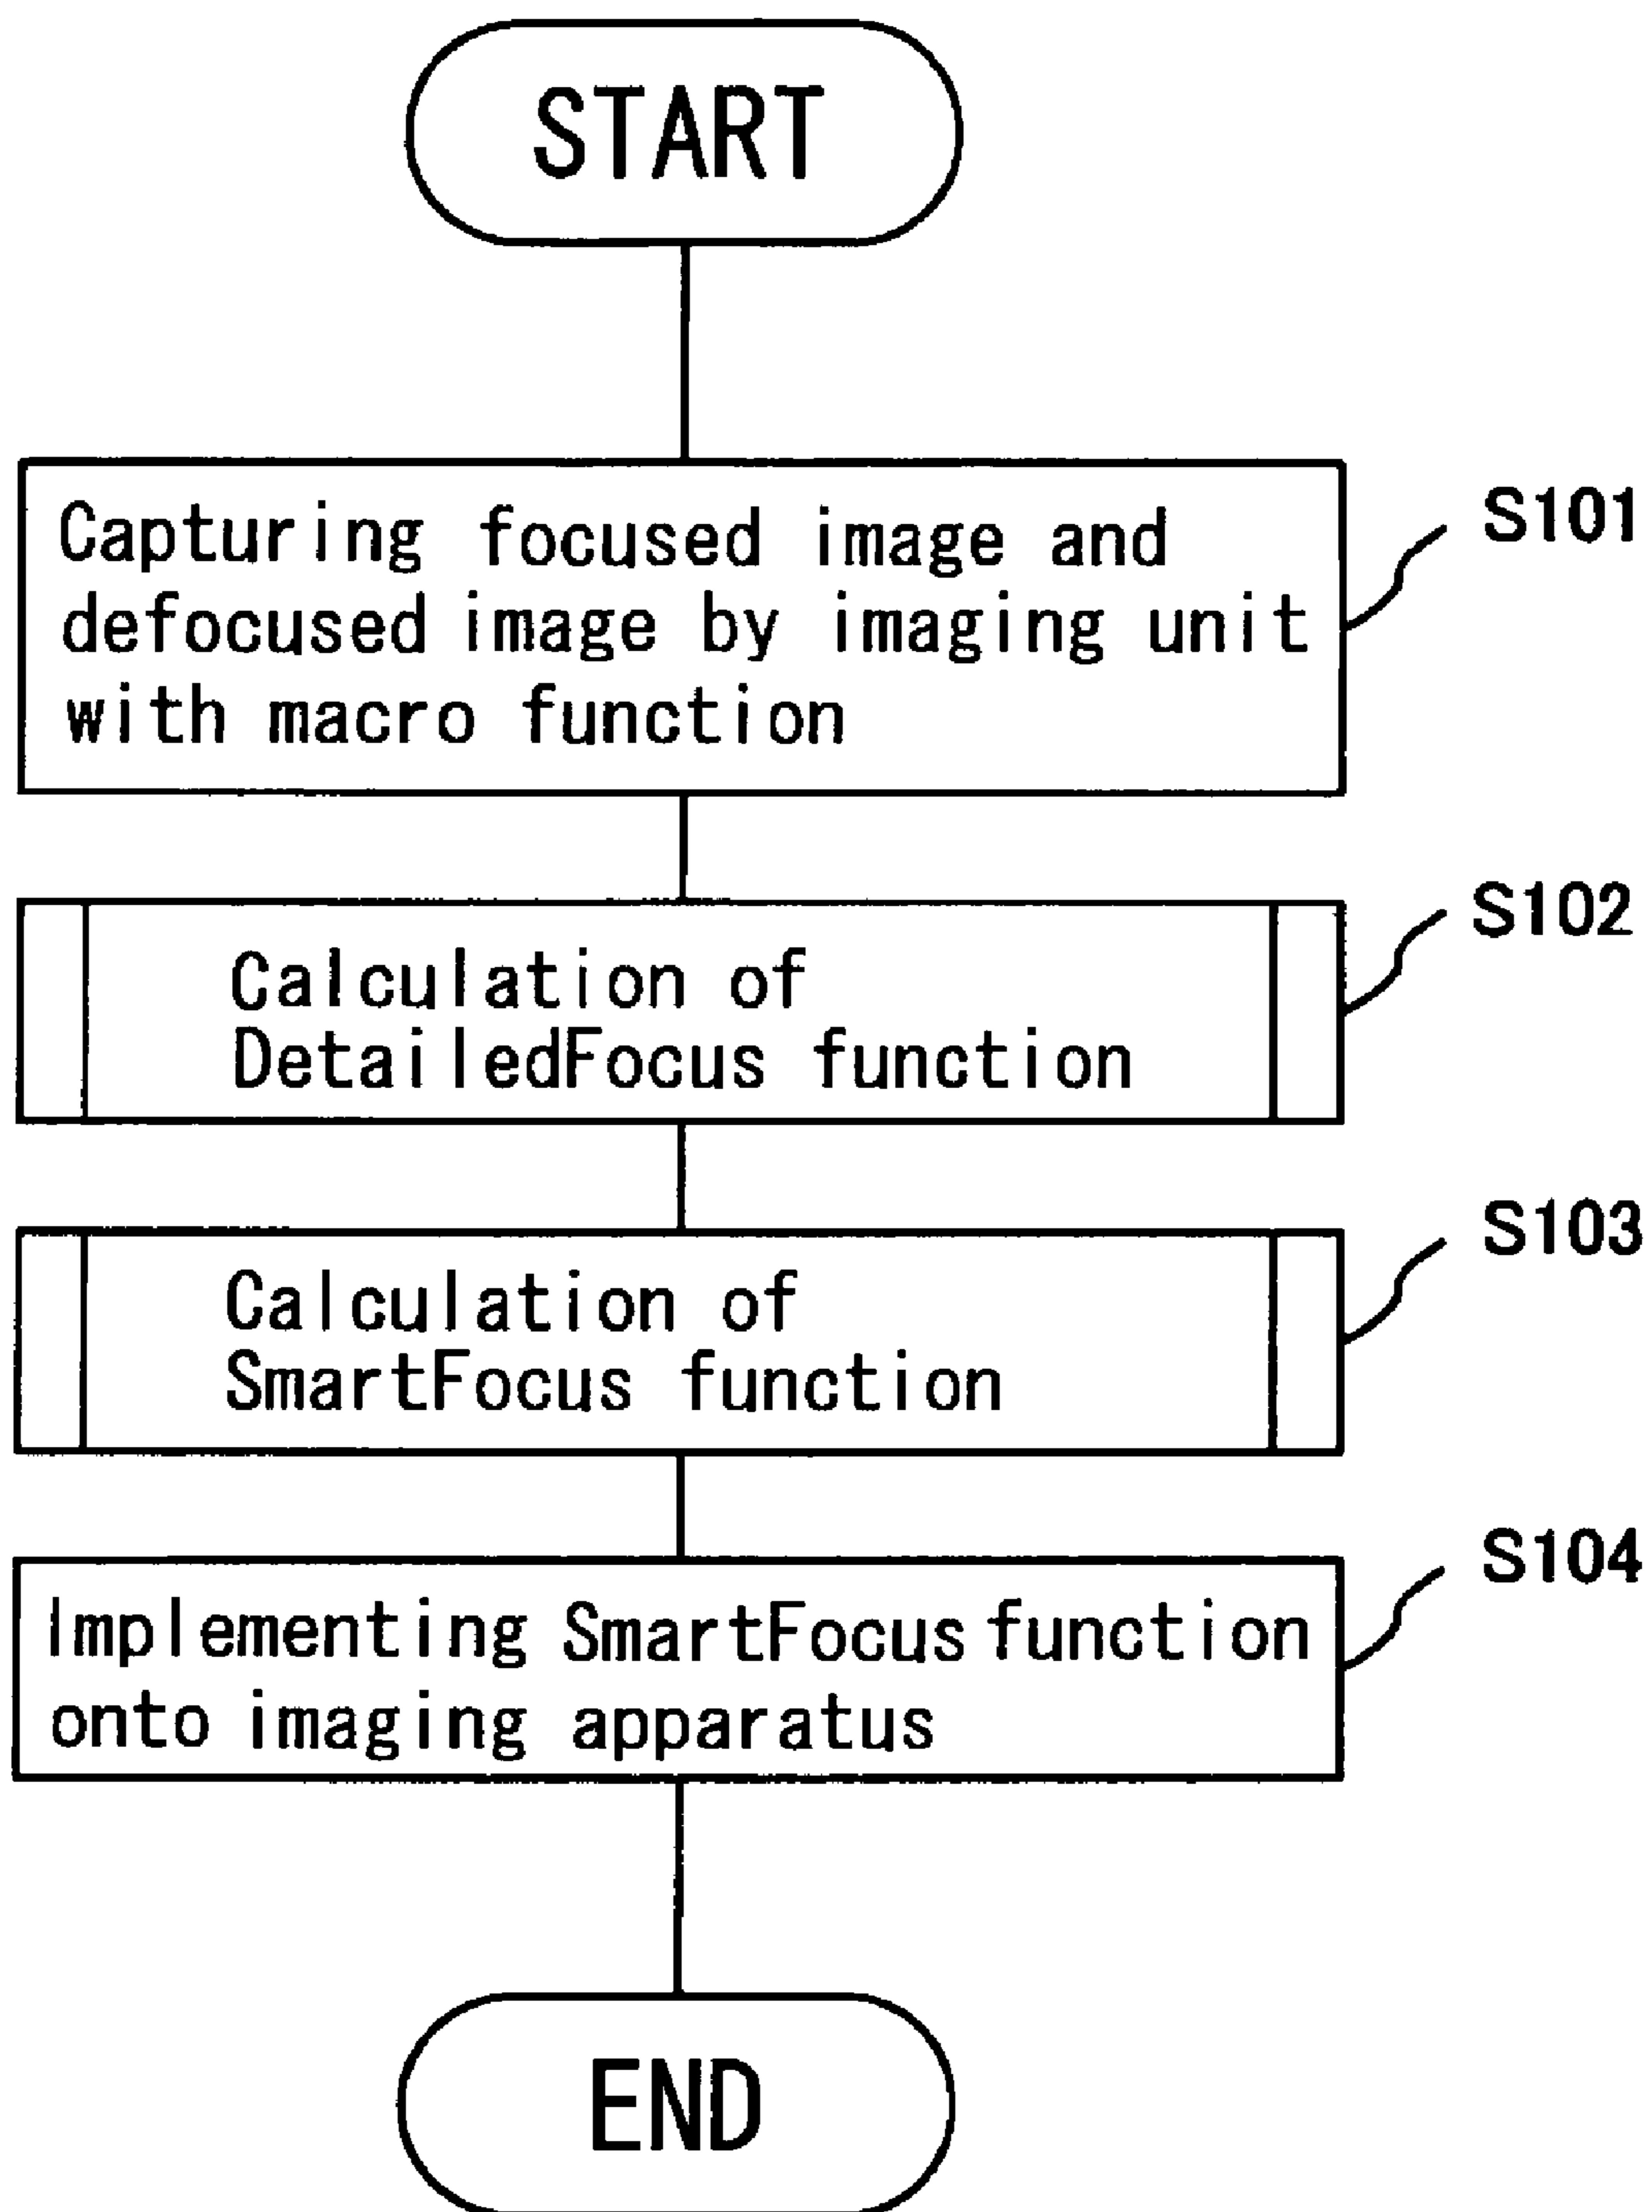 START
Capturing focused image and
defocused image by imaging unit
with macro function
S101
Calculation of
DetailedFocus function
S102
Calculation of
SmartFocus function
S103
Implementing SmartFocus function
onto imaging apparatus
S104
END